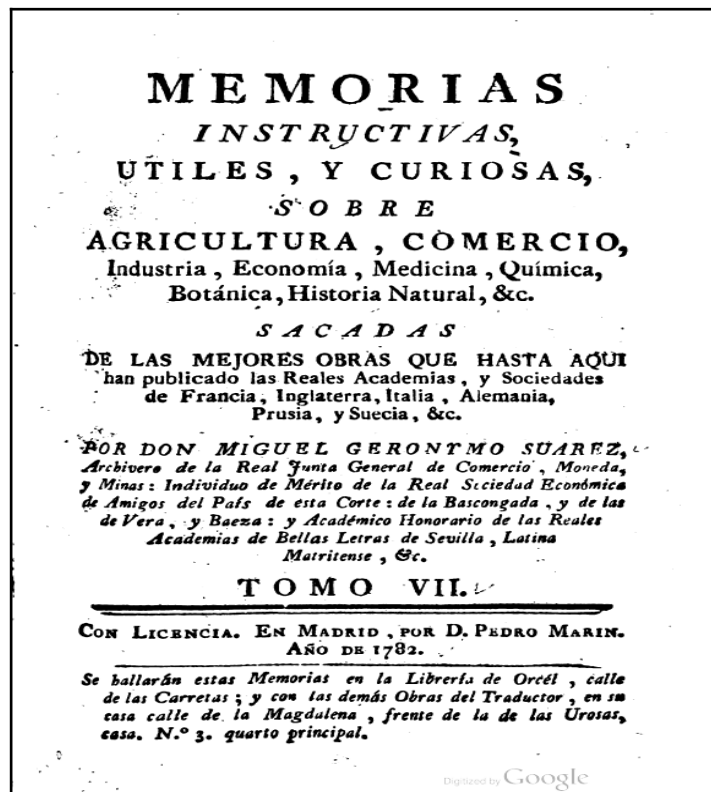 MEMORIAS
INSTRUCTIVAS,
UTILES, Y CURIOSAS,
SOBRE
AGRICULTURA, COMERCIO,
Industria, Economía, Medicina, Química,
Botánica, Historia Natural, &c.
SACADAS
DE LAS MEJORES OBRAS QUE HASTA AQUI
han publicado las Reales Academias, y Sociedades
de Francia, Inglaterra, Italia, Alemania,
Prusia, y Suecia, &c.
POR DON MIGUEL GERONYMO SUAREZ,
Archivero de la Real Junta General de Comercio, Moneda,
y Minas: Individuo de Mérito de la Real Sociedad Económica
de Amigos del País de esta Corte: de la Bascongada, y de las
de Vera, y Baeza: y Académico Honorario de las Reales
Academias de Bellas Letras de Sevilla, Latina
Matritense, &c.
TOMO VII.
CON LICENCIA. EN MADRID, POR D. PEDRO MARIN.
AÑO DE 1782.
Se hallarán estas Memorias en la Librería de Orcél, calle
de las Carretas; y con las demás Obras del Traductor, en su
casa calle de la Magdalena, frente de la de las Urosas,
casa. N.º 3. quarto principal.
Digitized by Google